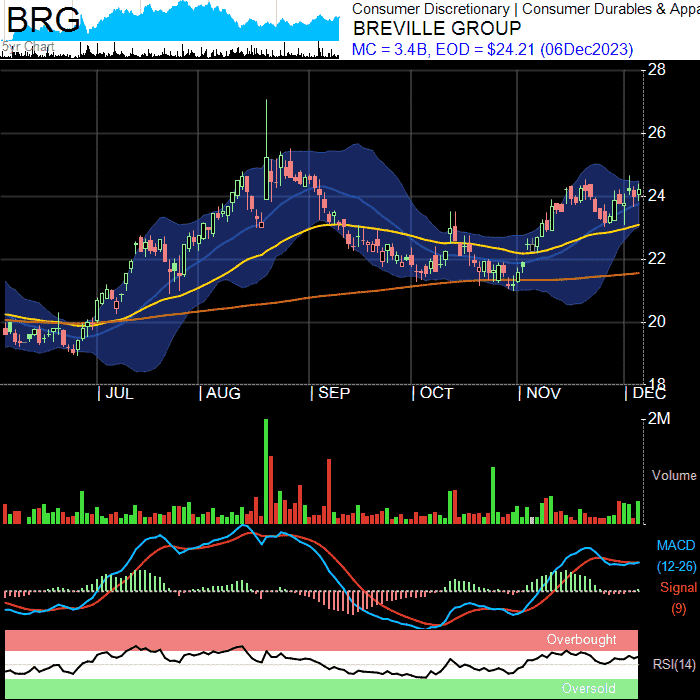 BRG
5yr Chart
Consumer Discretionary | Consumer Durables & Appa
BREVILLE GROUP
MC = 3.4B, EOD = $24.21 (06Dec2023)
28
26
24
22
20
18
| JUL | AUG | SEP | OCT | NOV | DEC
2M
Volume
MACD
(12-26)
Signal
(9)
Overbought
RSI(14)
Oversold